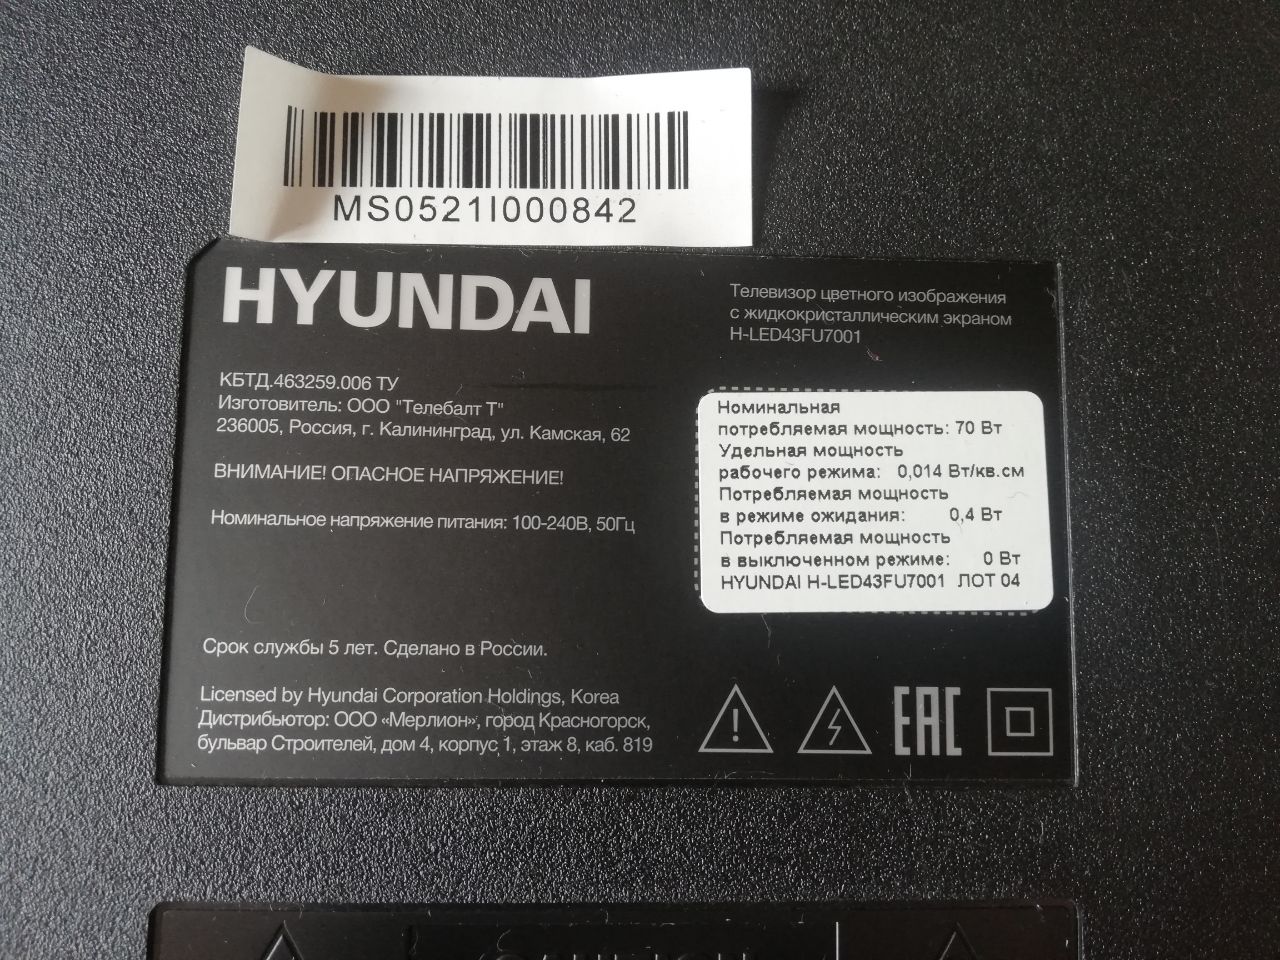 MS0521I000842
HYUNDAI
Телевизор цветного изображения
с жидкокристаллическим экраном
H-LED43FU7001
КБТД.463259.006 ТУ
Изготовитель: ООО "Телебалт Т"
236005, Россия, г. Калининград, ул. Камская, 62
ВНИМАНИЕ! ОПАСНОЕ НАПРЯЖЕНИЕ!
Номинальное напряжение питания: 100-240В, 50Гц
Номинальная
потребляемая мощность: 70 Вт
Удельная мощность
рабочего режима: 0,014 Вт/кв.см
Потребляемая мощность
в режиме ожидания: 0,4 Вт
Потребляемая мощность
в выключенном режиме: 0 Вт
HYUNDAI H-LED43FU7001 ЛОТ 04
Срок службы 5 лет. Сделано в России.
Licensed by Hyundai Corporation Holdings, Korea
Дистрибьютор: ООО «Мерлион», город Красногорск,
бульвар Строителей, дом 4, корпус 1, этаж 8, каб. 819
EAC